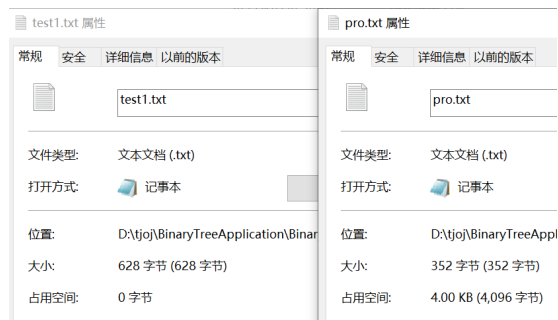 test1.txt 属性
常规 安全 详细信息 以前的版本
test1.txt
文件类型: 文本文档 (.txt)
打开方式: 记事本
位置: D:\tjoj\BinaryTreeApplication\Binar
大小: 628 字节 (628 字节)
占用空间: 0 字节
pro.txt 属性
常规 安全 详细信息 以前的版本
pro.txt
文件类型: 文本文档 (.txt)
打开方式: 记事本
位置: D:\tjoj\BinaryTreeAppl
大小: 352 字节 (352 字节)
占用空间: 4.00 KB (4,096 字节)